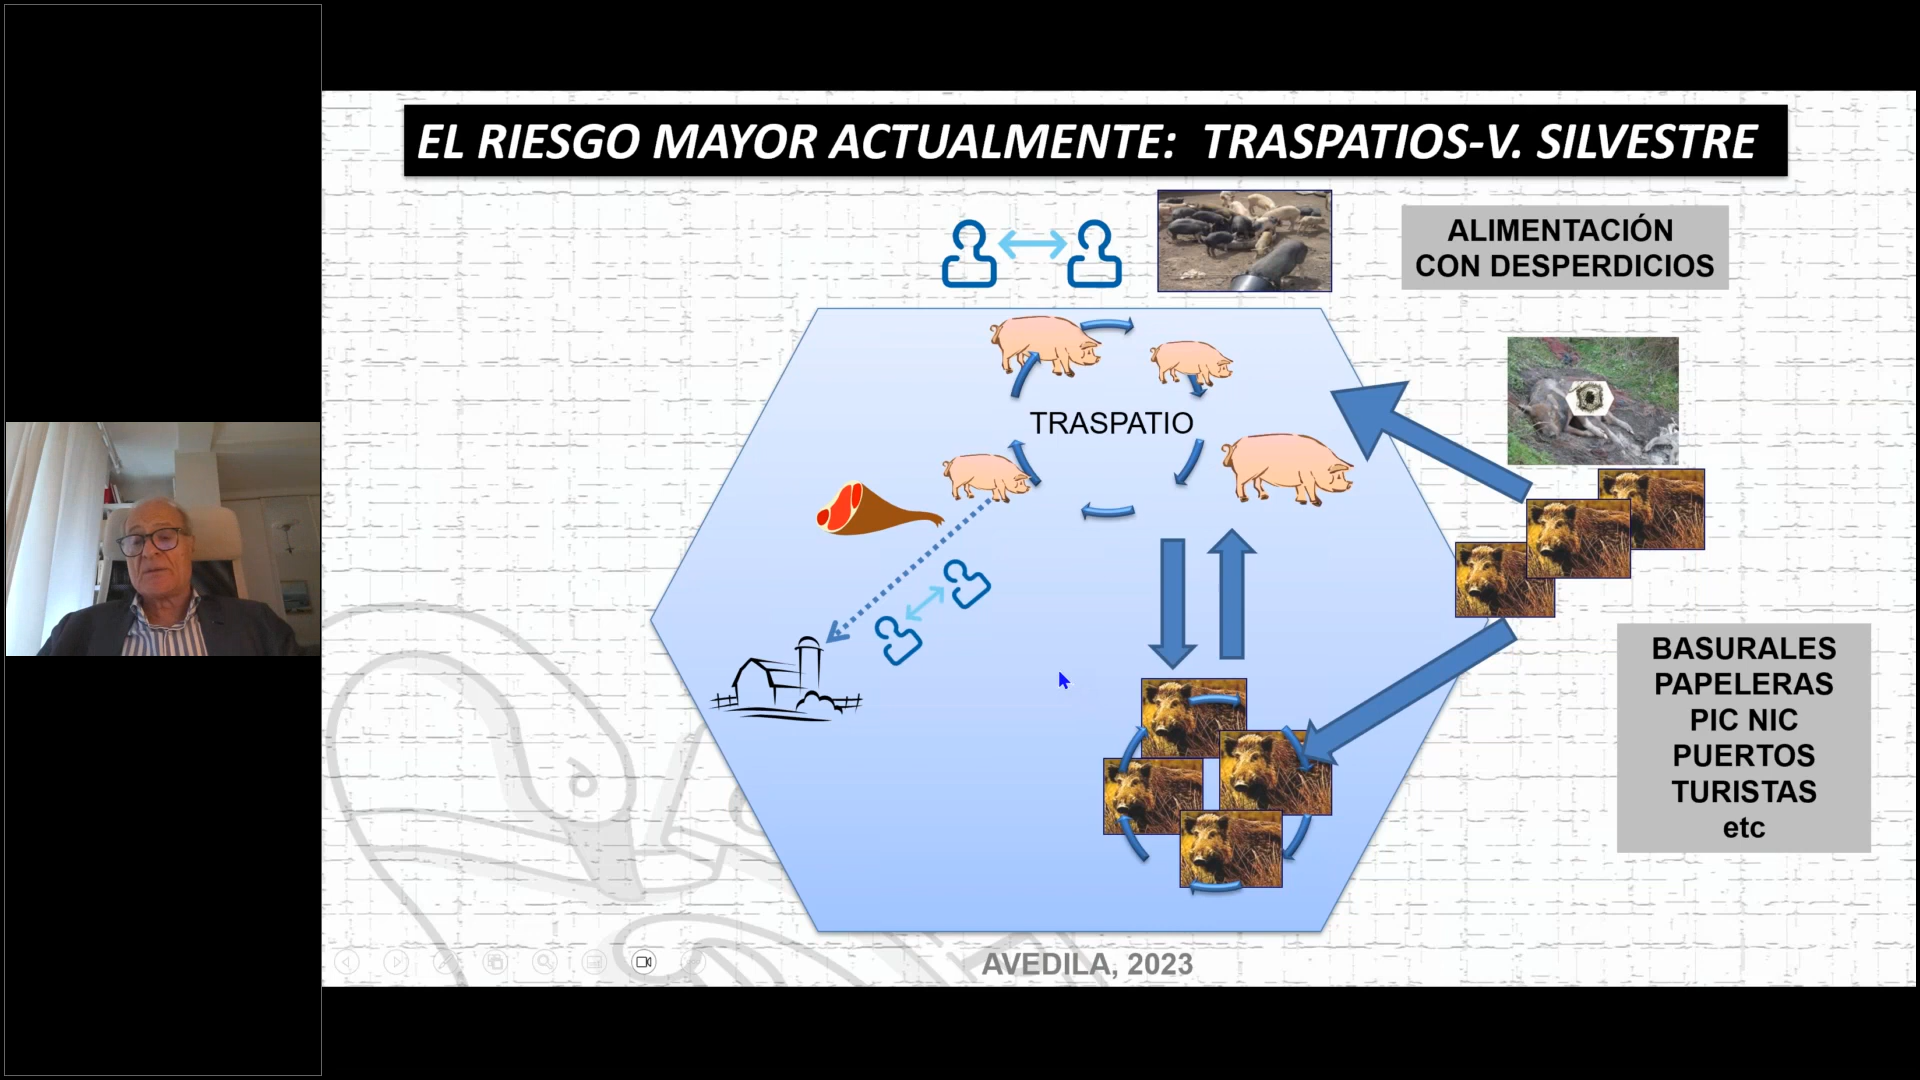 EL RIESGO MAYOR ACTUALMENTE: TRASPATIOS-V. SILVESTRE
ALIMENTACIÓN
CON DESPERDICIOS
TRASPATIO
BASURALES
PAPELERAS
PIC NIC
PUERTOS
TURISTAS
etc
AVEDILA, 2023